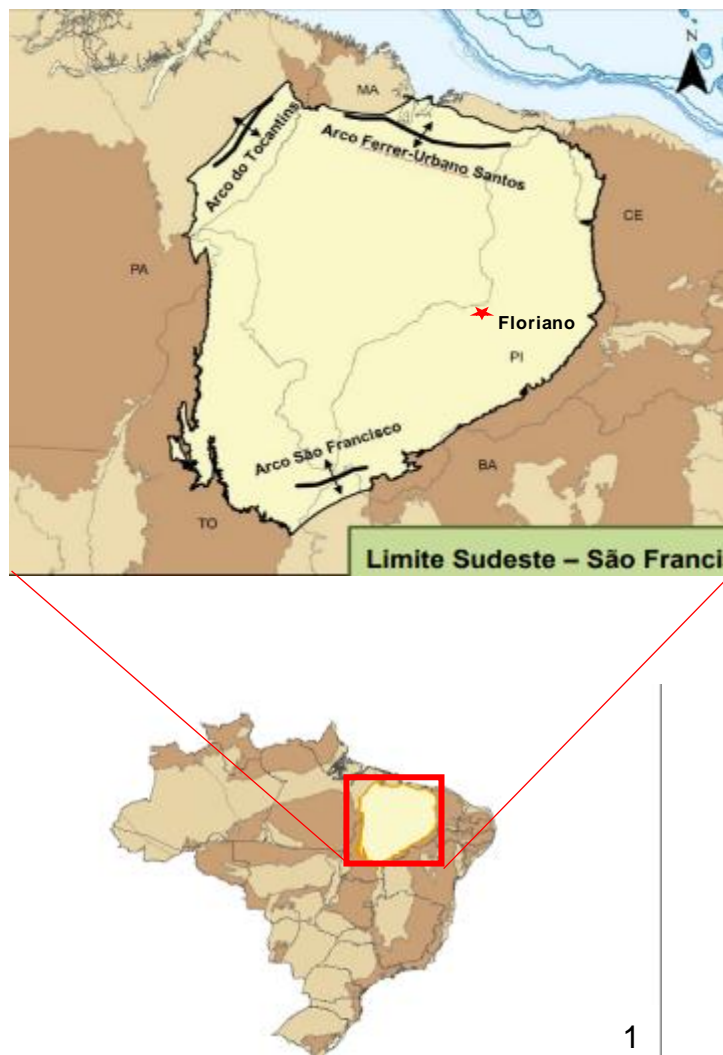 N
MA
Arco do Tocantins
Arco Ferrer-Urbano Santos
CE
PA
Floriano
PI
Arco São Francisco
BA
TO
Limite Sudeste – São Franci
1